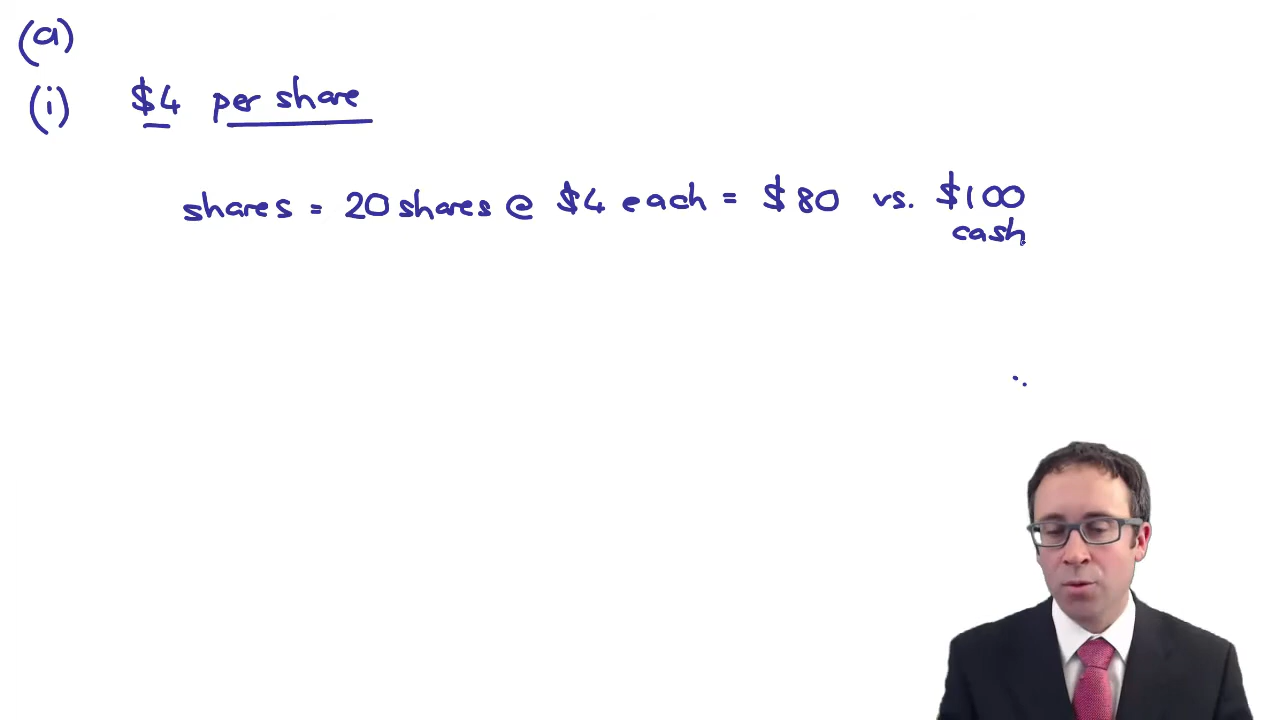 (a)
(i) $4 per share
shares = 20 shares @ $4 each = $80 vs. $100
cash